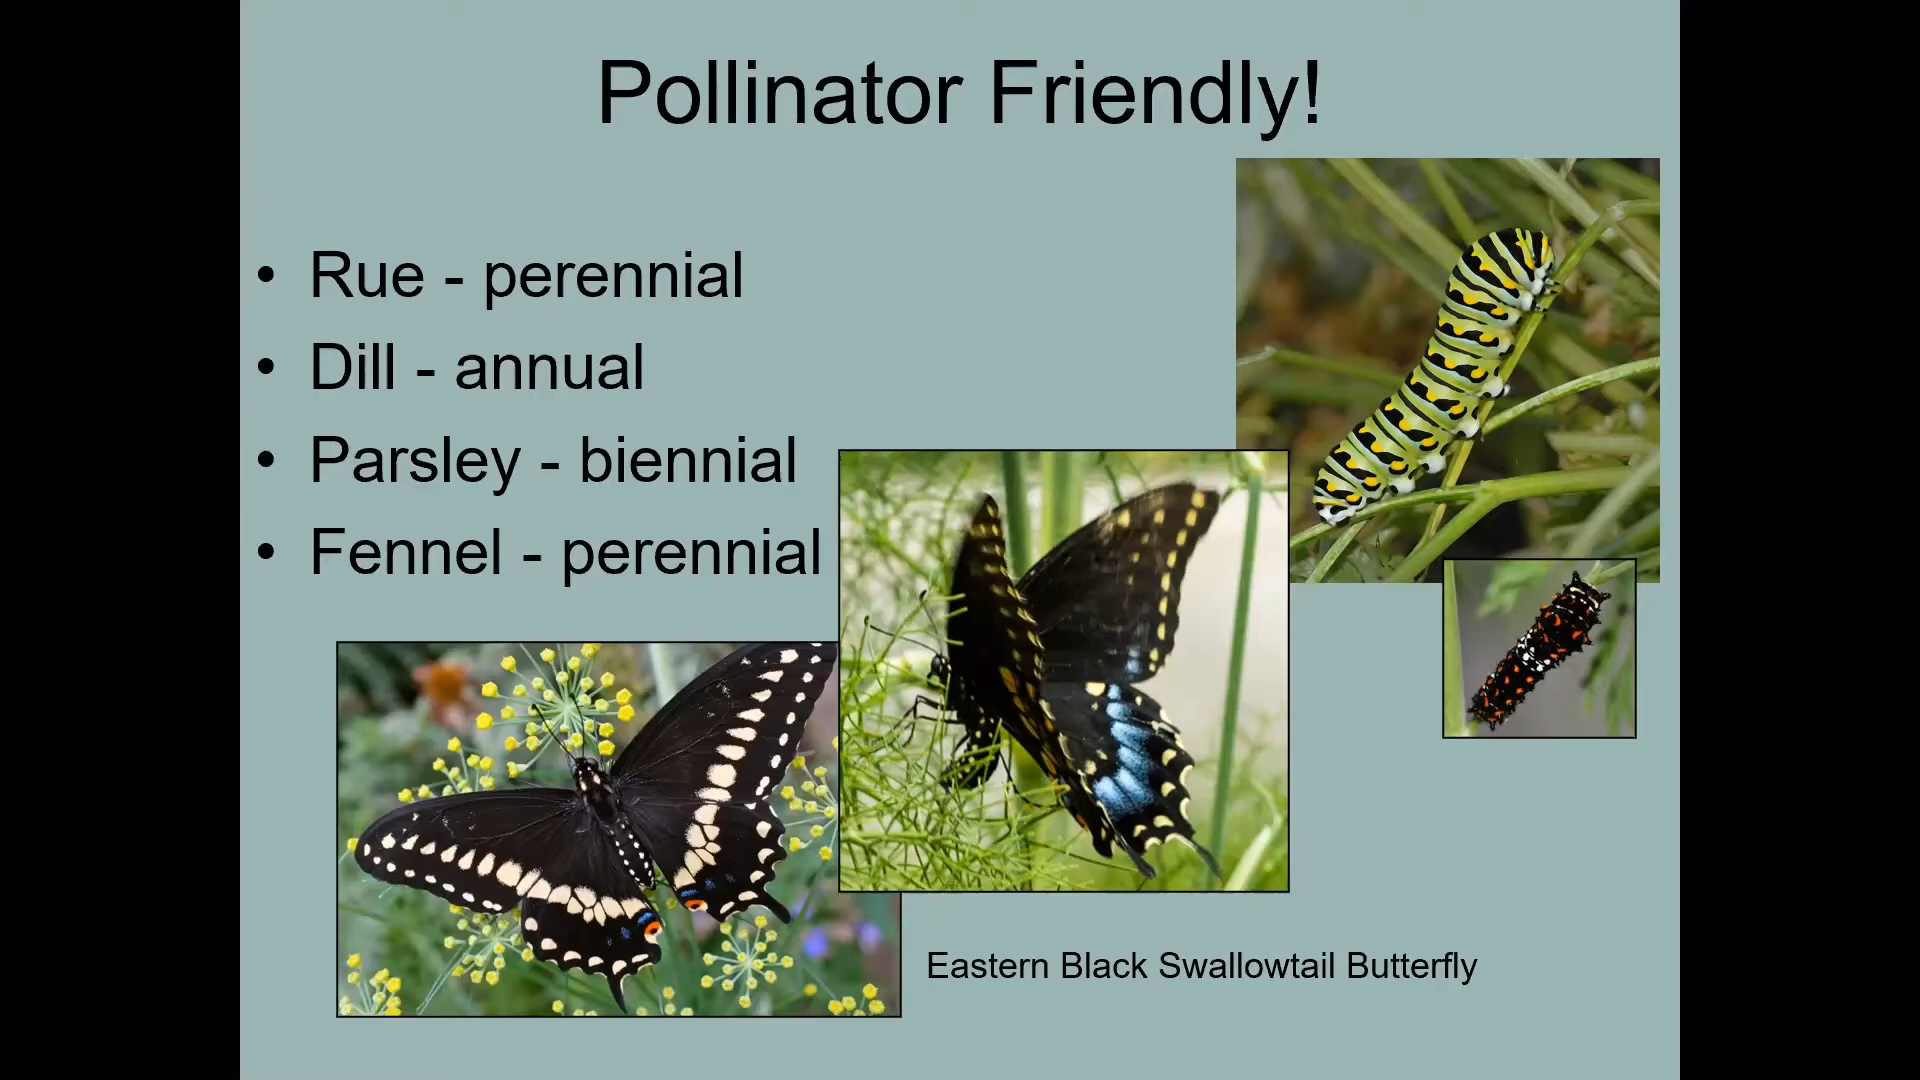 Pollinator Friendly!
• Rue - perennial
• Dill - annual
• Parsley - biennial
• Fennel - perennial
Eastern Black Swallowtail Butterfly